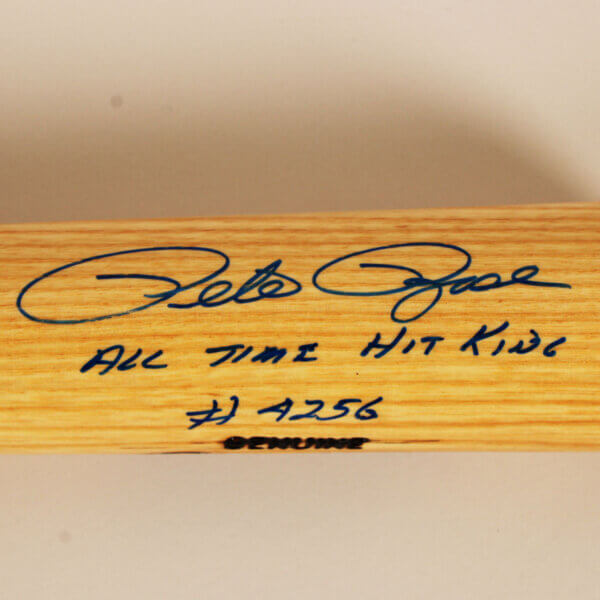 Pete Rose
ALL TIME HIT KING
# 4256
GENUINE